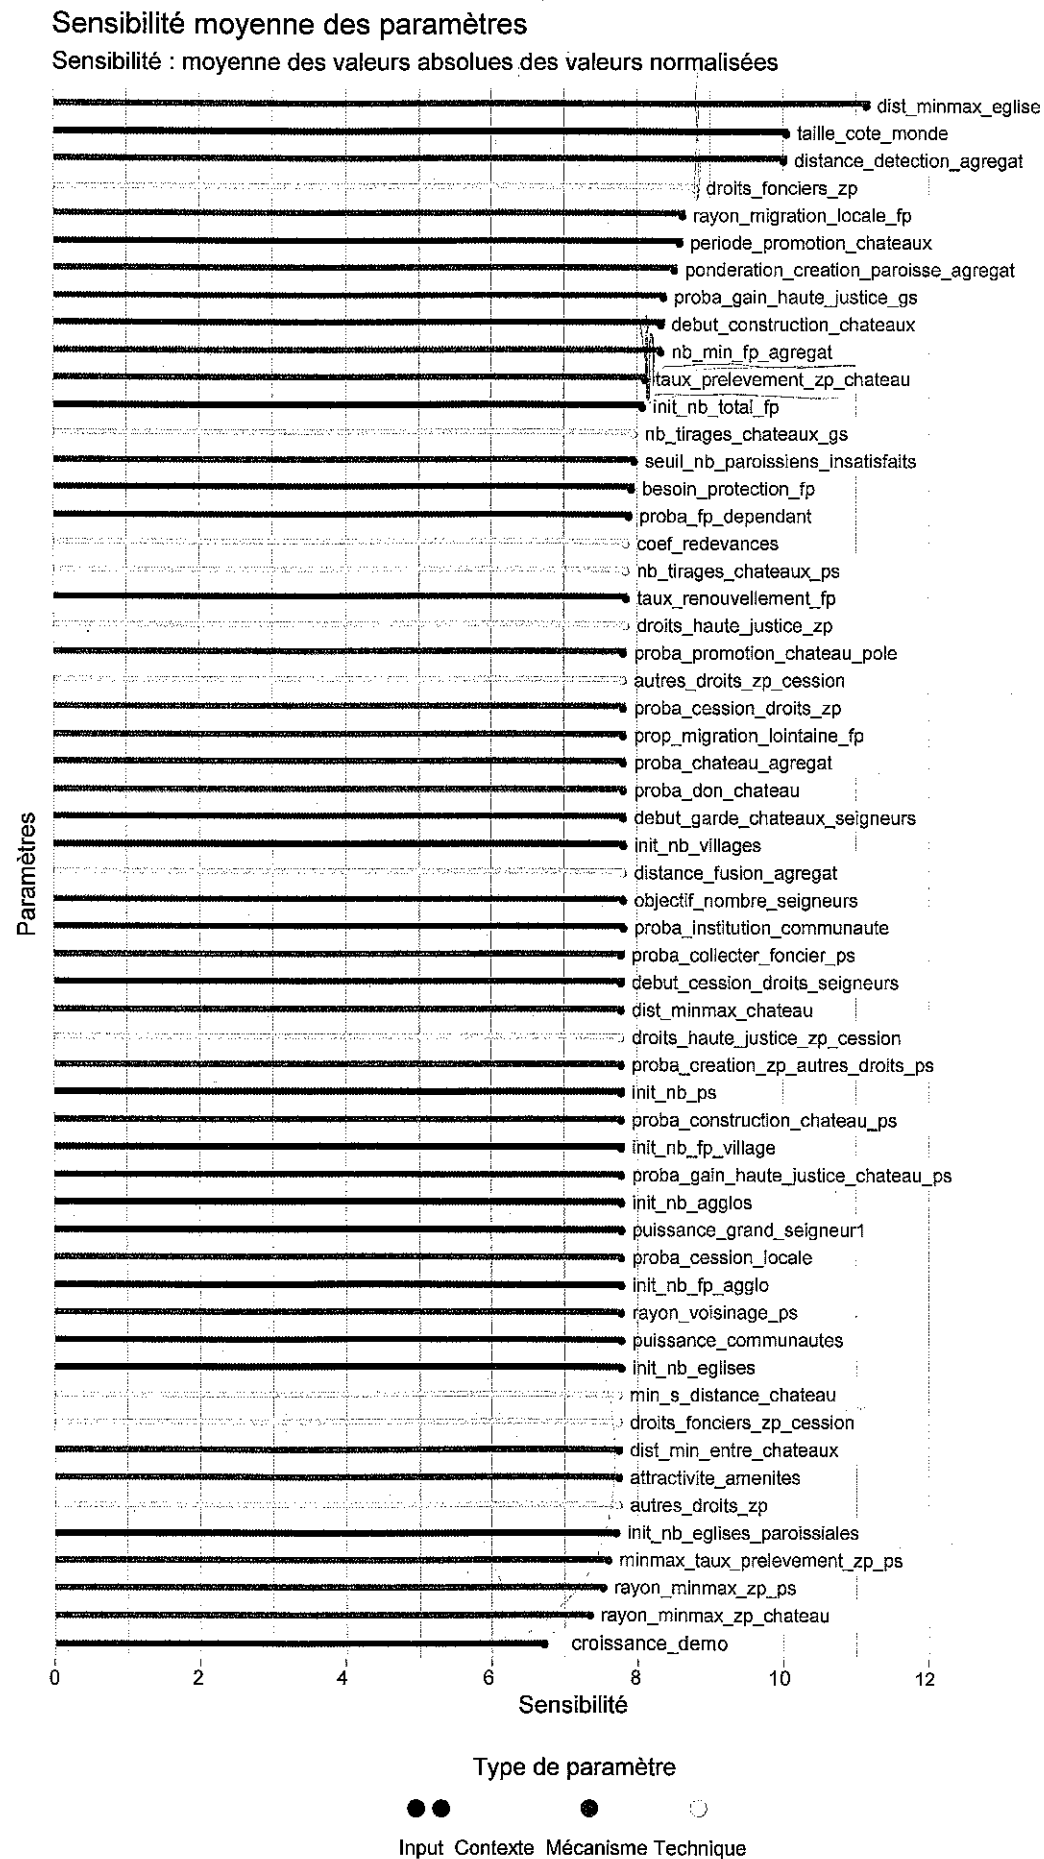 Sensibilité moyenne des paramètres
Sensibilité : moyenne des valeurs absolues des valeurs normalisées
dist_minmax_eglise
taille_cote_monde
distance_detection_agregat
droits_fonciers_zp
rayon_migration_locale_fp
periode_promotion_chateaux
ponderation_creation_paroisse_agregat
proba_gain_haute_justice_gs
debut_construction_chateaux
nb_min_fp_agregat
taux_prelevement_zp_chateau
init_nb_total_fp
nb_tirages_chateaux_gs
seuil_nb_paroissiens_insatisfaits
besoin_protection_fp
proba_fp_dependant
coef_redevances
nb_tirages_chateaux_ps
taux_renouvellement_fp
droits_haute_justice_zp
proba_promotion_chateau_pole
autres_droits_zp_cession
proba_cession_droits_zp
prop_migration_lointaine_fp
proba_chateau_agregat
proba_don_chateau
debut_garde_chateaux_seigneurs
init_nb_villages
distance_fusion_agregat
objectif_nombre_seigneurs
proba_institution_communaute
proba_collecter_foncier_ps
debut_cession_droits_seigneurs
dist_minmax_chateau
droits_haute_justice_zp_cession
proba_creation_zp_autres_droits_ps
init_nb_ps
proba_construction_chateau_ps
init_nb_fp_village
proba_gain_haute_justice_chateau_ps
init_nb_agglos
puissance_grand_seigneur1
proba_cession_locale
init_nb_fp_agglo
rayon_voisinage_ps
puissance_communautes
init_nb_eglises
min_s_distance_chateau
droits_fonciers_zp_cession
dist_min_entre_chateaux
attractivite_amenites
autres_droits_zp
init_nb_eglises_paroissiales
minmax_taux_prelevement_zp_ps
rayon_minmax_zp_ps
rayon_minmax_zp_chateau
croissance_demo
Paramètres
0 2 4 6 8 10 12
Sensibilité
Type de paramètre
Input Contexte Mécanisme Technique